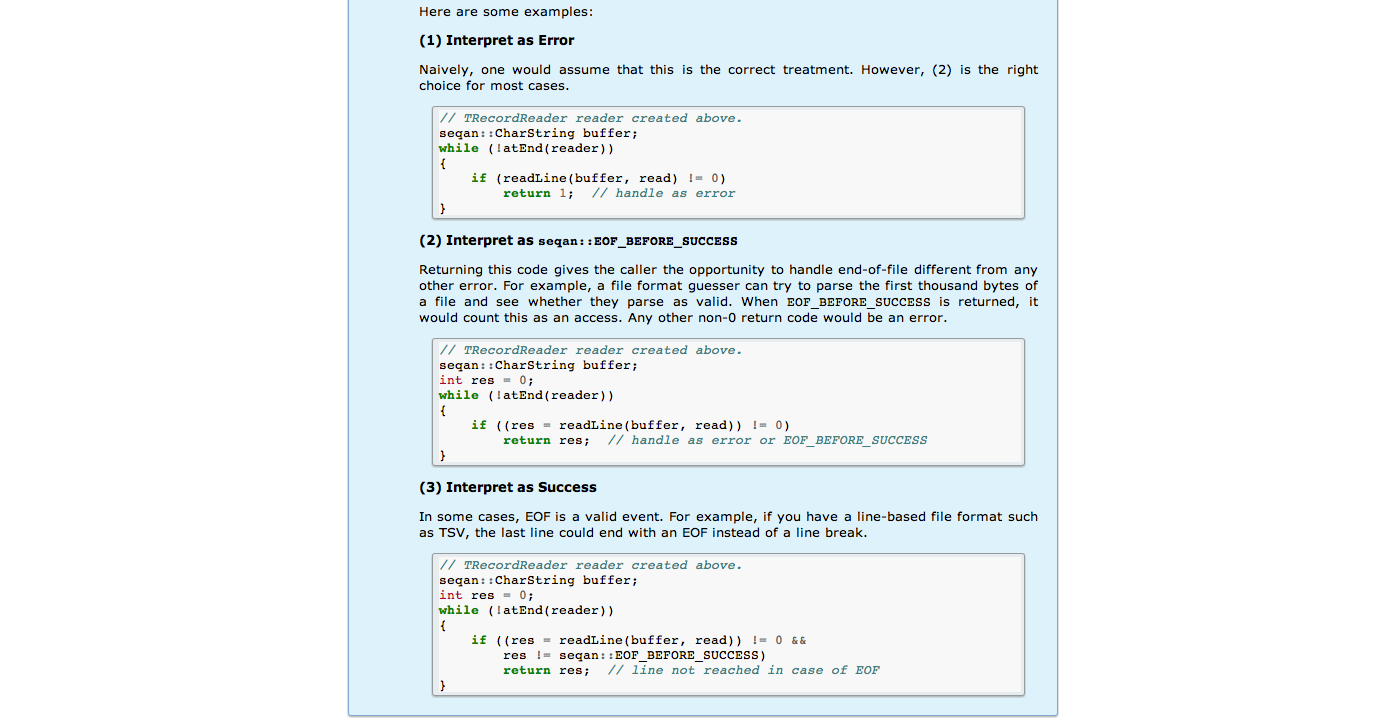 Here are some examples:
(1) Interpret as Error
Naively, one would assume that this is the correct treatment. However, (2) is the right
choice for most cases.
// TRecordReader reader created above.
seqan::CharString buffer;
while (!atEnd(reader))
{
    if (readLine(buffer, read) != 0)
        return 1;  // handle as error
}
(2) Interpret as seqan::EOF_BEFORE_SUCCESS
Returning this code gives the caller the opportunity to handle end-of-file different from any
other error. For example, a file format guesser can try to parse the first thousand bytes of
a file and see whether they parse as valid. When EOF_BEFORE_SUCCESS is returned, it
would count this as an access. Any other non-0 return code would be an error.
// TRecordReader reader created above.
seqan::CharString buffer;
int res = 0;
while (!atEnd(reader))
{
    if ((res = readLine(buffer, read)) != 0)
        return res;  // handle as error or EOF_BEFORE_SUCCESS
}
(3) Interpret as Success
In some cases, EOF is a valid event. For example, if you have a line-based file format such
as TSV, the last line could end with an EOF instead of a line break.
// TRecordReader reader created above.
seqan::CharString buffer;
int res = 0;
while (!atEnd(reader))
{
    if ((res = readLine(buffer, read)) != 0 &&
        res != seqan::EOF_BEFORE_SUCCESS)
        return res;  // line not reached in case of EOF
}